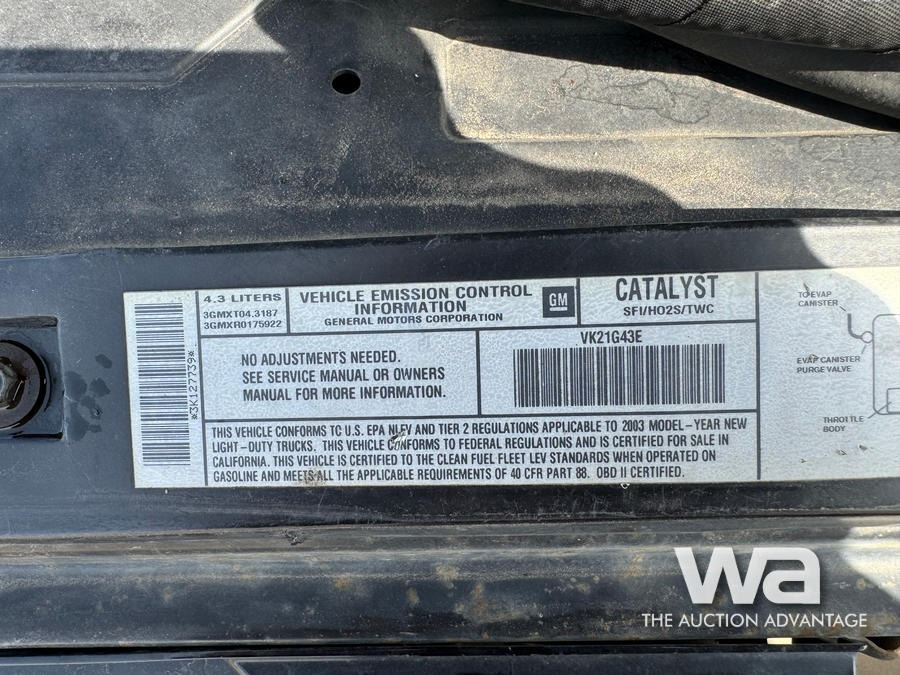 *3K127739*
4.3 LITERS
3GMXT04.3187
3GMXR0175922
VEHICLE EMISSION CONTROL
INFORMATION
GENERAL MOTORS CORPORATION
GM
CATALYST
SFI/HO2S/TWC
NO ADJUSTMENTS NEEDED.
SEE SERVICE MANUAL OR OWNERS
MANUAL FOR MORE INFORMATION.
VK21G43E
THIS VEHICLE CONFORMS TO U.S. EPA NLEV AND TIER 2 REGULATIONS APPLICABLE TO 2003 MODEL-YEAR NEW
LIGHT-DUTY TRUCKS. THIS VEHICLE CONFORMS TO FEDERAL REGULATIONS AND IS CERTIFIED FOR SALE IN
CALIFORNIA. THIS VEHICLE IS CERTIFIED TO THE CLEAN FUEL FLEET LEV STANDARDS WHEN OPERATED ON
GASOLINE AND MEETS ALL THE APPLICABLE REQUIREMENTS OF 40 CFR PART 88. OBD II CERTIFIED.
TO EVAP
CANISTER
EVAP CANISTER
PURGE VALVE
THROTTLE
BODY
wa
THE AUCTION ADVANTAGE